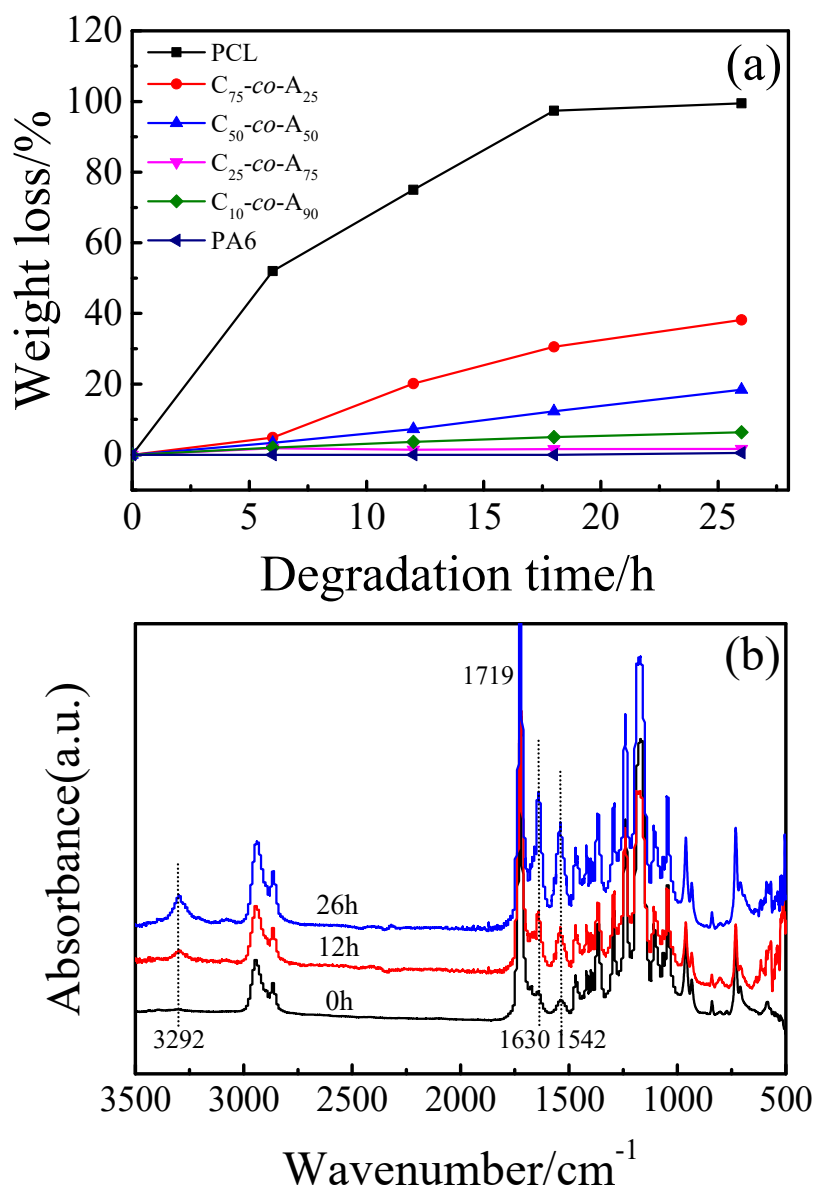 120
100
80
60
40
20
0
Weight loss/%
PCL
C₇₅-co-A₂₅
C₅₀-co-A₅₀
C₂₅-co-A₇₅
C₁₀-co-A₉₀
PA6
(a)
0 5 10 15 20 25
Degradation time/h
(b)
1719
Absorbance(a.u.)
26h
12h
0h
3292 1630 1542
3500 3000 2500 2000 1500 1000 500
Wavenumber/cm⁻¹